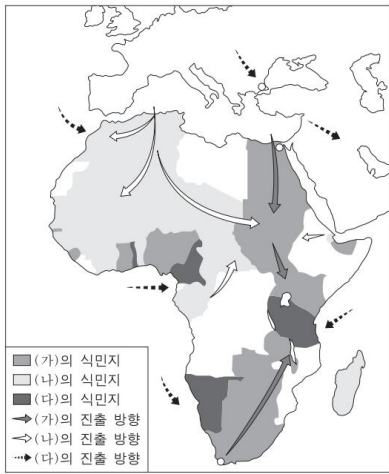 (가)의 식민지
(나)의 식민지
(다)의 식민지
(가)의 진출 방향
(나)의 진출 방향
(다)의 진출 방향